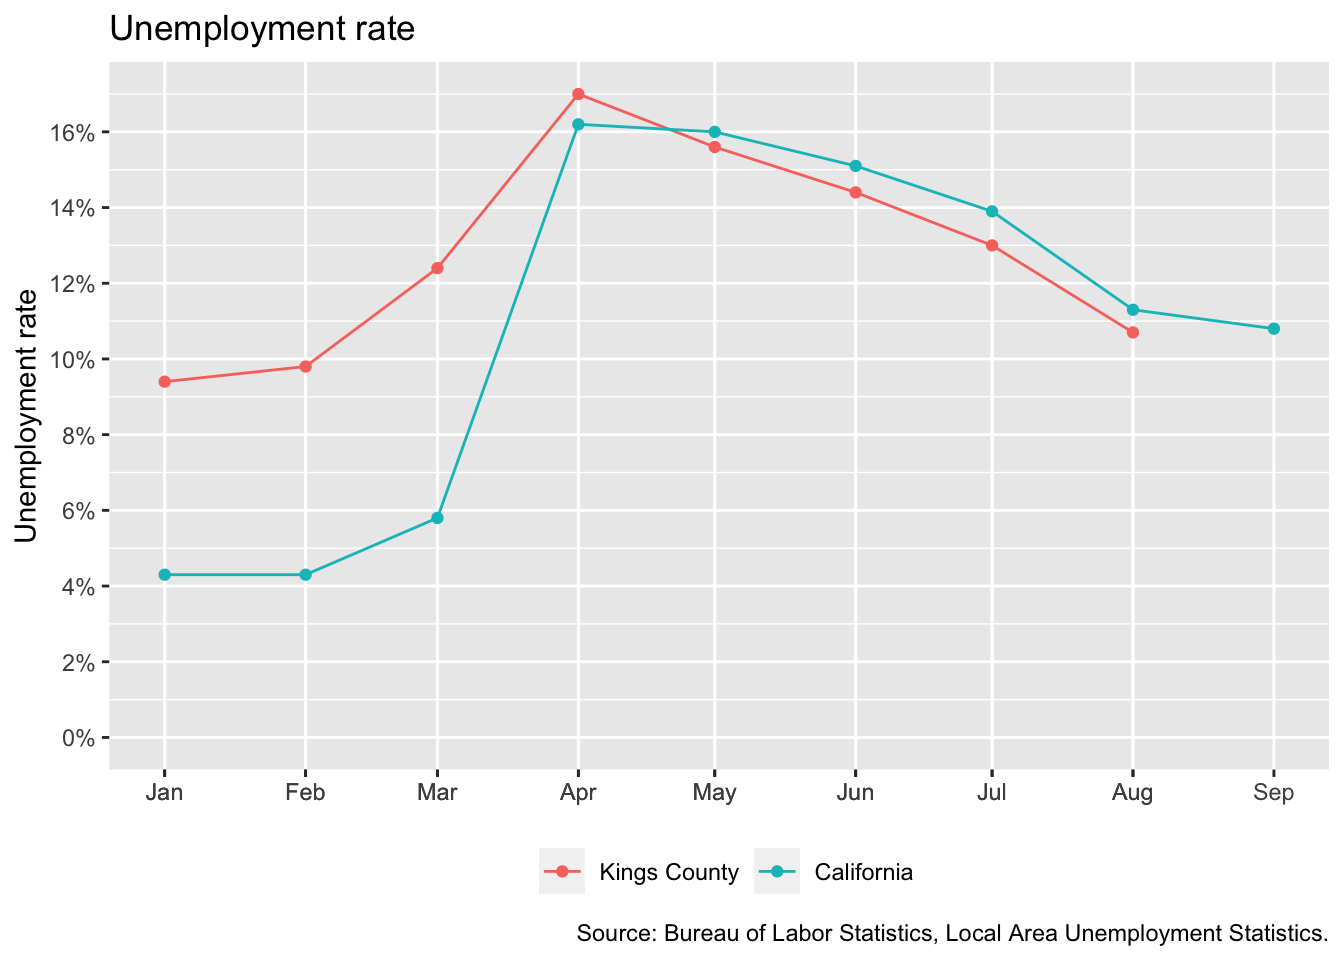 Unemployment rate
Unemployment rate
16%
14%
12%
10%
8%
6%
4%
2%
0%
Jan Feb Mar Apr May Jun Jul Aug Sep
Kings County California
Source: Bureau of Labor Statistics, Local Area Unemployment Statistics.